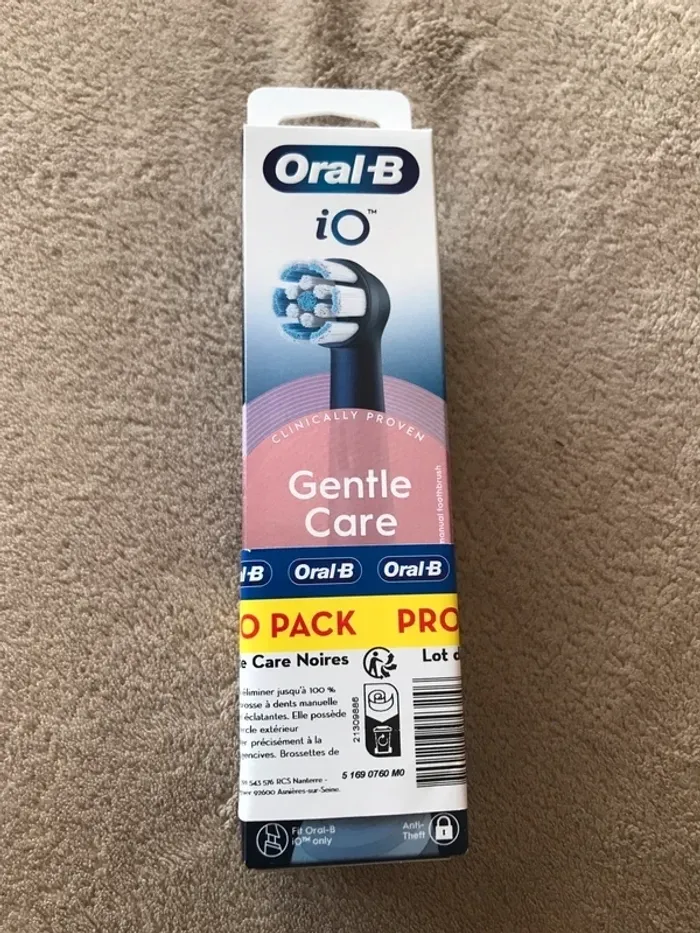 Oral-B
iO™
CLINICALLY PROVEN
Gentle
Care
manual toothbrush
Oral-B Oral-B
PACK PRO
Care Noires Lot
éliminer jusqu'à 100 %
brosse à dents manuelle
éclatantes. Elle possède
extérieur
précisément à la
gencives. Brossettes de
21309886
543 576 RCS Nanterre -
92600 Asnières-sur-Seine.
5 169 0760 M0
Fit Oral-B
iO™ only
Anti-
Theft